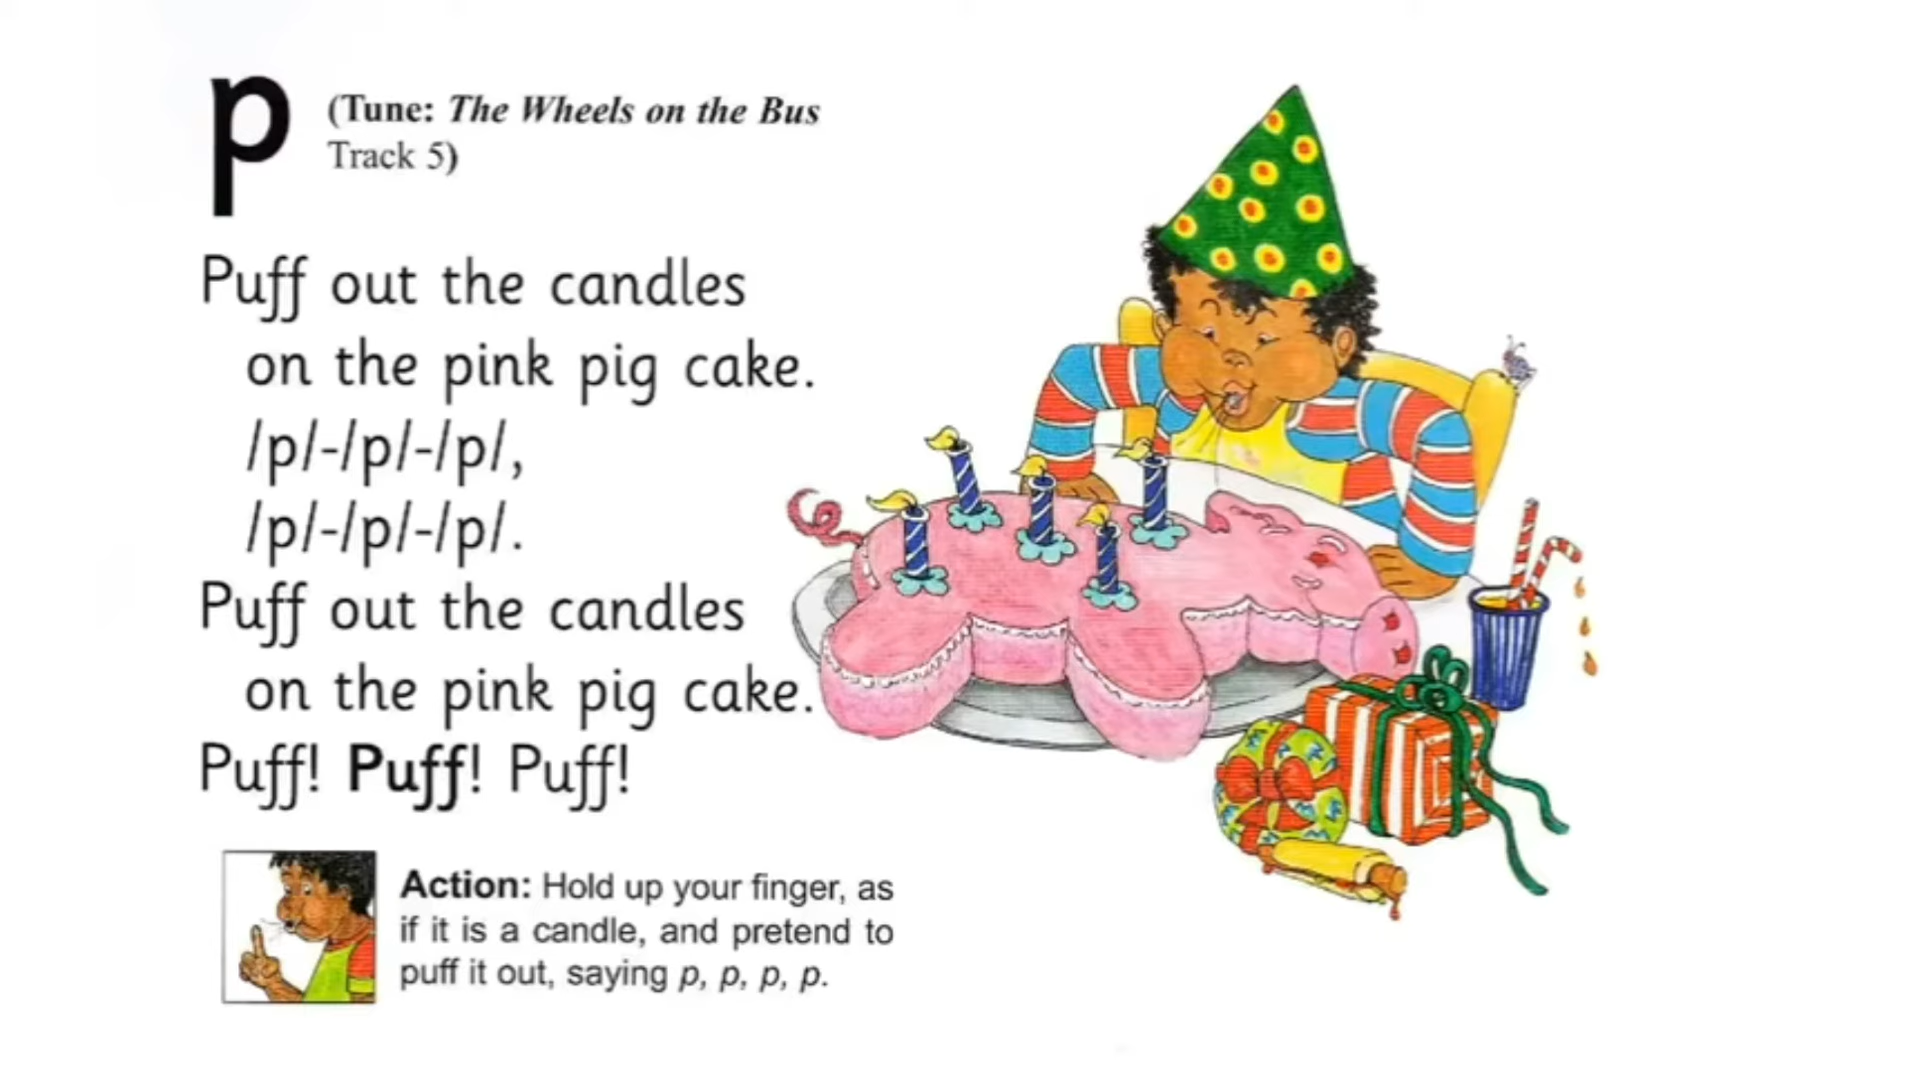 p
(Tune: The Wheels on the Bus
Track 5)
Puff out the candles
on the pink pig cake.
/p/-/p/-/p/,
/p/-/p/-/p/.
Puff out the candles
on the pink pig cake.
Puff! Puff! Puff!
Action: Hold up your finger, as
if it is a candle, and pretend to
puff it out, saying p, p, p, p.